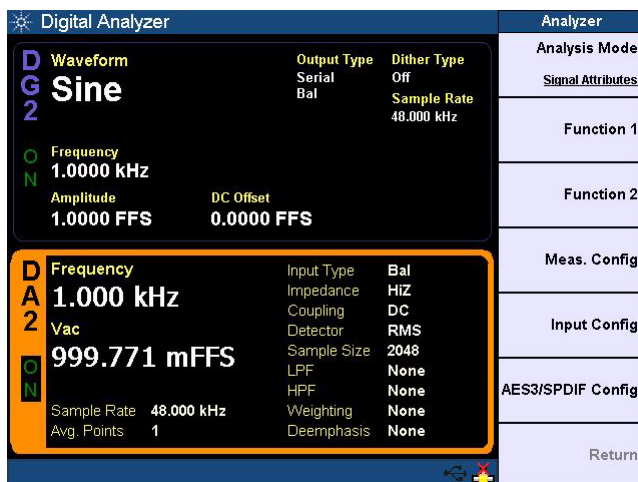 Digital Analyzer
DG2
ON
Waveform
Sine
Output Type
Serial
Bal
Dither Type
Off
Sample Rate
48.000 kHz
Frequency
1.0000 kHz
Amplitude
1.0000 FFS
DC Offset
0.0000 FFS
DA2
ON
Frequency
1.000 kHz
Vac
999.771 mFFS
Sample Rate 48.000 kHz
Avg. Points 1
Input Type Bal
Impedance HiZ
Coupling DC
Detector RMS
Sample Size 2048
LPF None
HPF None
Weighting None
Deemphasis None
Analyzer
Analysis Mode
Signal Attributes
Function 1
Function 2
Meas. Config
Input Config
AES3/SPDIF Config
Return